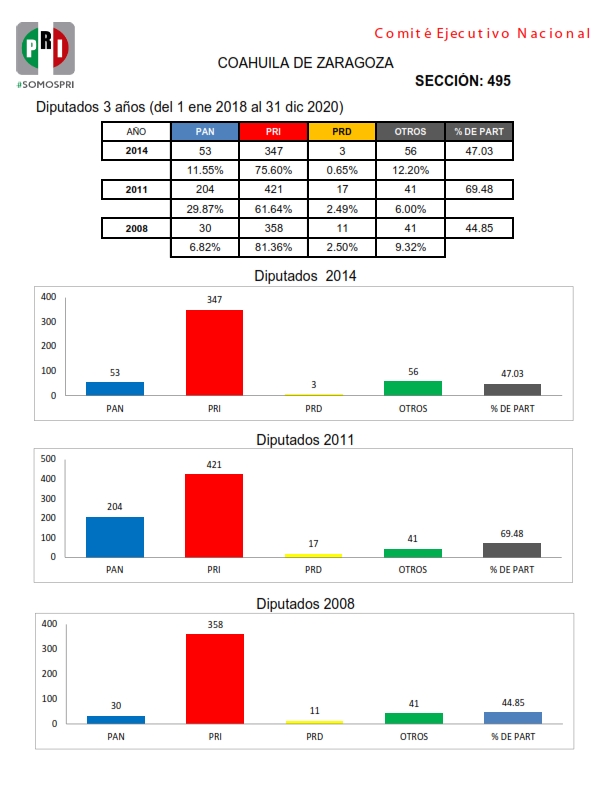 Comité Ejecutivo Nacional
PRI
#SOMOSPRI
COAHUILA DE ZARAGOZA
SECCIÓN: 495
Diputados 3 años (del 1 ene 2018 al 31 dic 2020)
AÑO PAN PRI PRD OTROS % DE PART
2014 53 347 3 56 47.03
11.55% 75.60% 0.65% 12.20%
2011 204 421 17 41 69.48
29.87% 61.64% 2.49% 6.00%
2008 30 358 11 41 44.85
6.82% 81.36% 2.50% 9.32%
Diputados 2014
400
300
200
100
0
53 347 3 56 47.03
PAN PRI PRD OTROS % DE PART
Diputados 2011
500
400
300
200
100
0
204 421 17 41 69.48
PAN PRI PRD OTROS % DE PART
Diputados 2008
400
300
200
100
0
30 358 11 41 44.85
PAN PRI PRD OTROS % DE PART